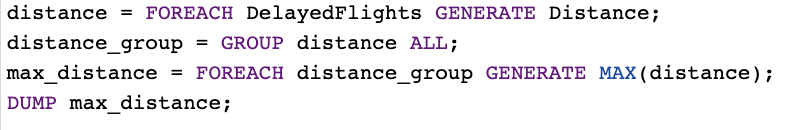 distance = FOREACH DelayedFlights GENERATE Distance;
distance_group = GROUP distance ALL;
max_distance = FOREACH distance_group GENERATE MAX(distance);
DUMP max_distance;